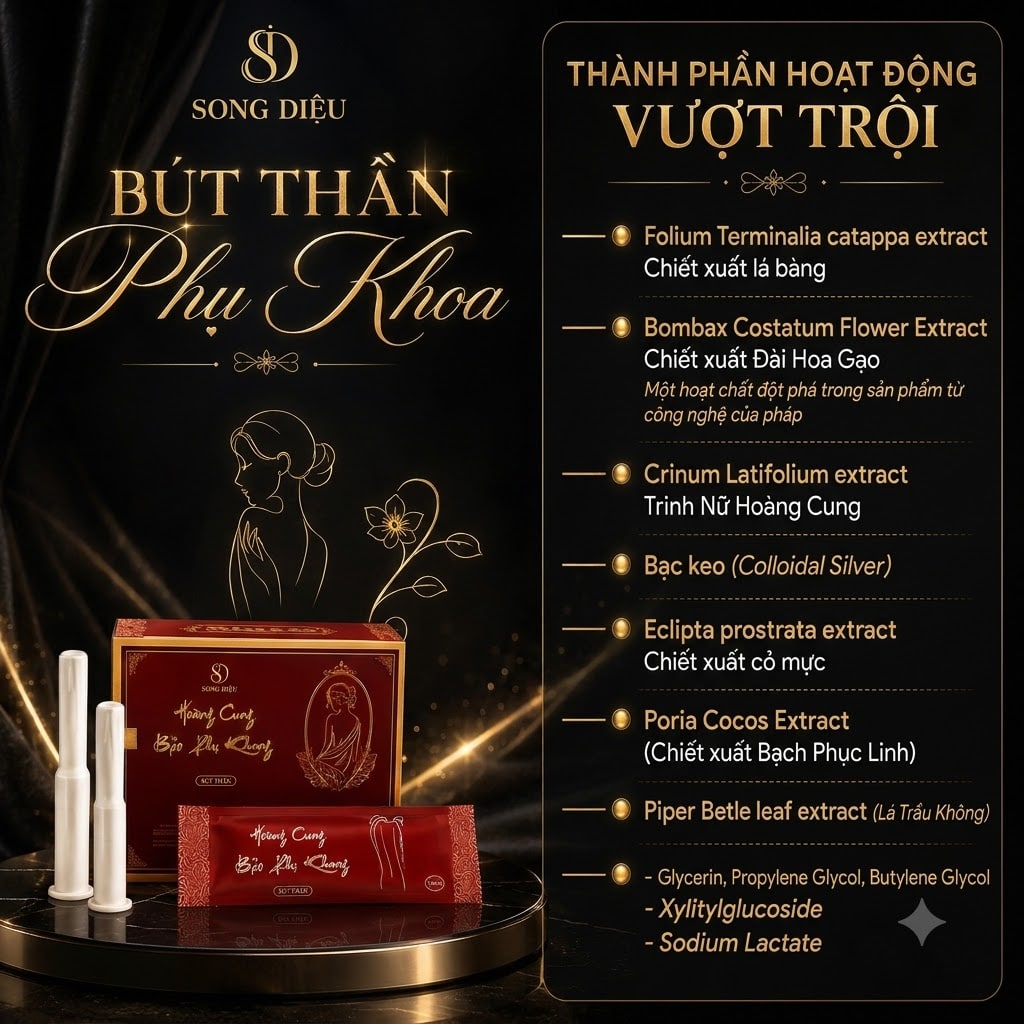 SD
SONG DIỆU
BÚT THẦN
Phụ Khoa
SD
SONG DIỆU
Hoàng Cung
Bảo Phụ Khang
Hoàng Cung
Bảo Phụ Khang
THÀNH PHẦN HOẠT ĐỘNG
VƯỢT TRỘI
Folium Terminalia catappa extract
Chiết xuất lá bàng
Bombax Costatum Flower Extract
Chiết xuất Đài Hoa Gạo
Một hoạt chất đột phá trong sản phẩm từ
công nghệ của pháp
Crinum Latifolium extract
Trinh Nữ Hoàng Cung
Bạc keo (Colloidal Silver)
Eclipta prostrata extract
Chiết xuất cỏ mực
Poria Cocos Extract
(Chiết xuất Bạch Phục Linh)
Piper Betle leaf extract (Lá Trầu Không)
- Glycerin, Propylene Glycol, Butylene Glycol
- Xylitylglucoside
- Sodium Lactate